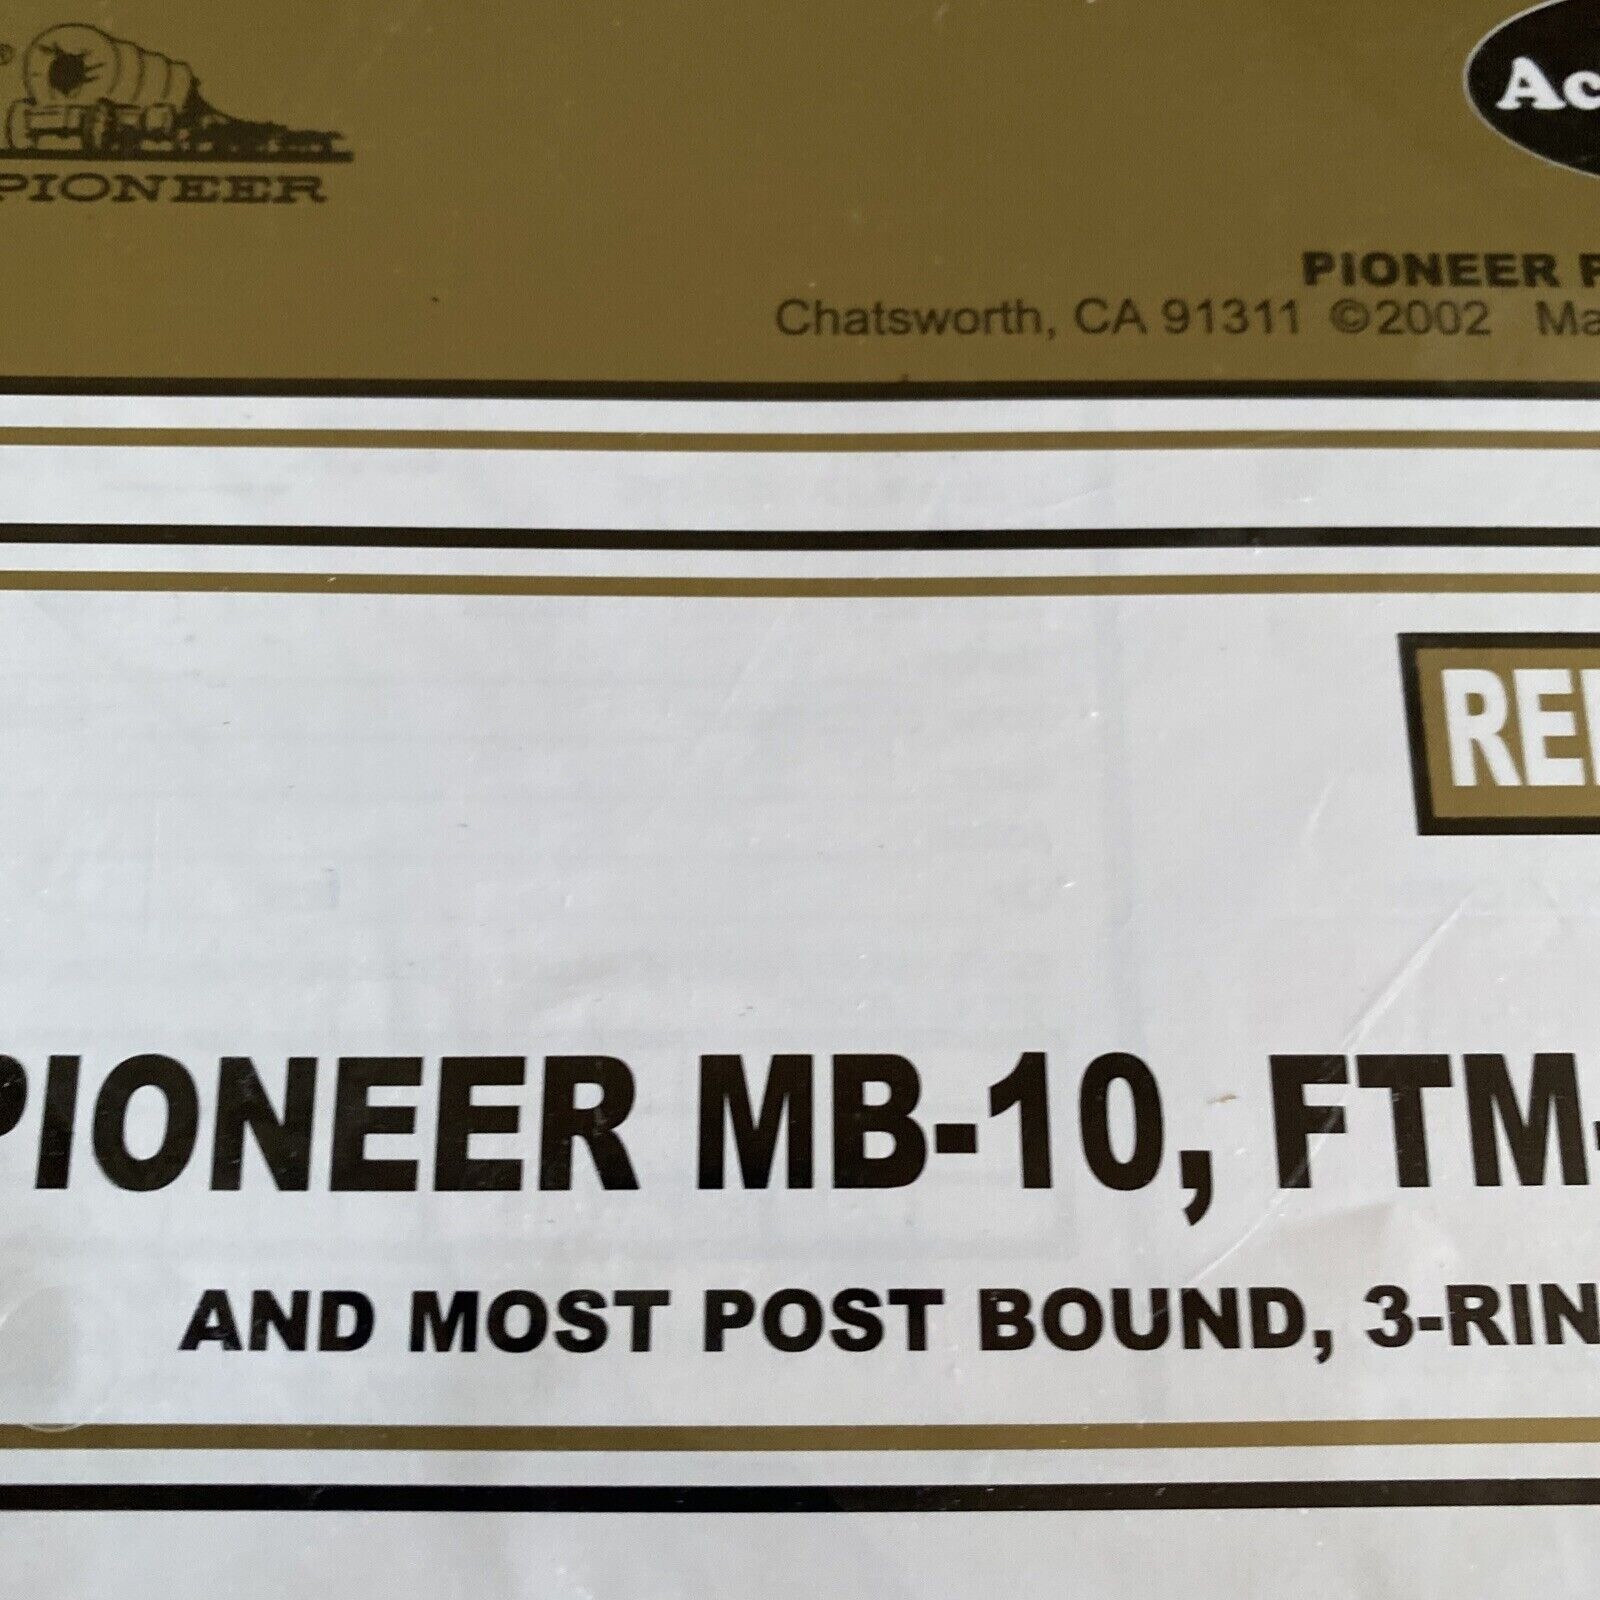 ®
PIONEER
Ac
PIONEER
Chatsworth, CA 91311 ©2002 Ma
RE
PIONEER MB-10, FTM-
AND MOST POST BOUND, 3-RIN